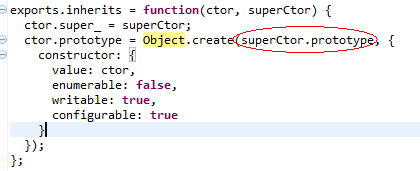 exports.inherits = function(ctor, superCtor) {
  ctor.super_ = superCtor;
  ctor.prototype = Object.create(superCtor.prototype, {
    constructor: {
      value: ctor,
      enumerable: false,
      writable: true,
      configurable: true
    }
  });
};